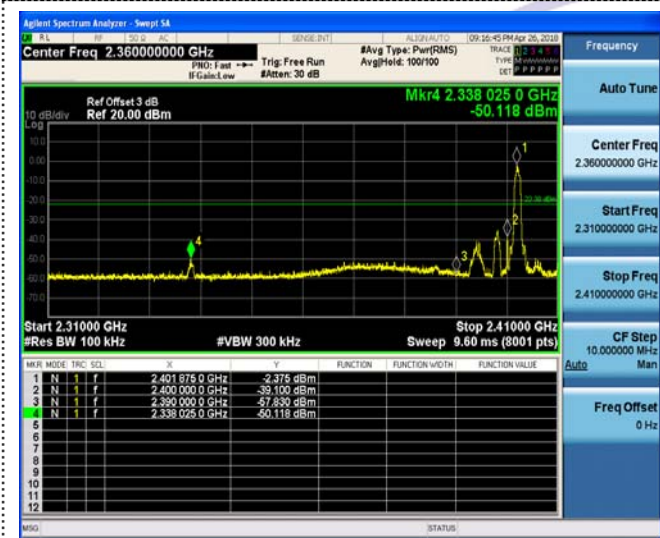 Agilent Spectrum Analyzer - Swept SA
RL RF 50 Ω AC SENSE:INT ALIGN AUTO 09:16:45 PM Apr 26, 2018
Center Freq 2.360000000 GHz
PNO: Fast
IFGain:Low
Trig: Free Run
#Atten: 30 dB
#Avg Type: Pwr(RMS)
Avg|Hold: 100/100
TRACE 1 2 3 4 5 6
TYPE
DET P P P P P P
Frequency
Mkr4 2.338 025 0 GHz
-50.118 dBm
Ref Offset 3 dB
Ref 20.00 dBm
10 dB/div
Log
10.0
0.00
-10.0
-20.0
-30.0
-40.0
-50.0
-60.0
-70.0
1
2
3
4
-22.38 dBm
Start 2.31000 GHz
Stop 2.41000 GHz
#Res BW 100 kHz #VBW 300 kHz Sweep 9.60 ms (8001 pts)
MKR MODE TRC SCL X Y FUNCTION FUNCTION WIDTH FUNCTION VALUE
1 N 1 f 2.401 875 0 GHz -2.375 dBm
2 N 1 f 2.400 000 0 GHz -39.100 dBm
3 N 1 f 2.390 000 0 GHz -57.830 dBm
4 N 1 f 2.338 025 0 GHz -50.118 dBm
5
6
7
8
9
10
11
12
MSG STATUS
Auto Tune
Center Freq
2.360000000 GHz
Start Freq
2.310000000 GHz
Stop Freq
2.410000000 GHz
CF Step
10.000000 MHz
Auto Man
Freq Offset
0 Hz